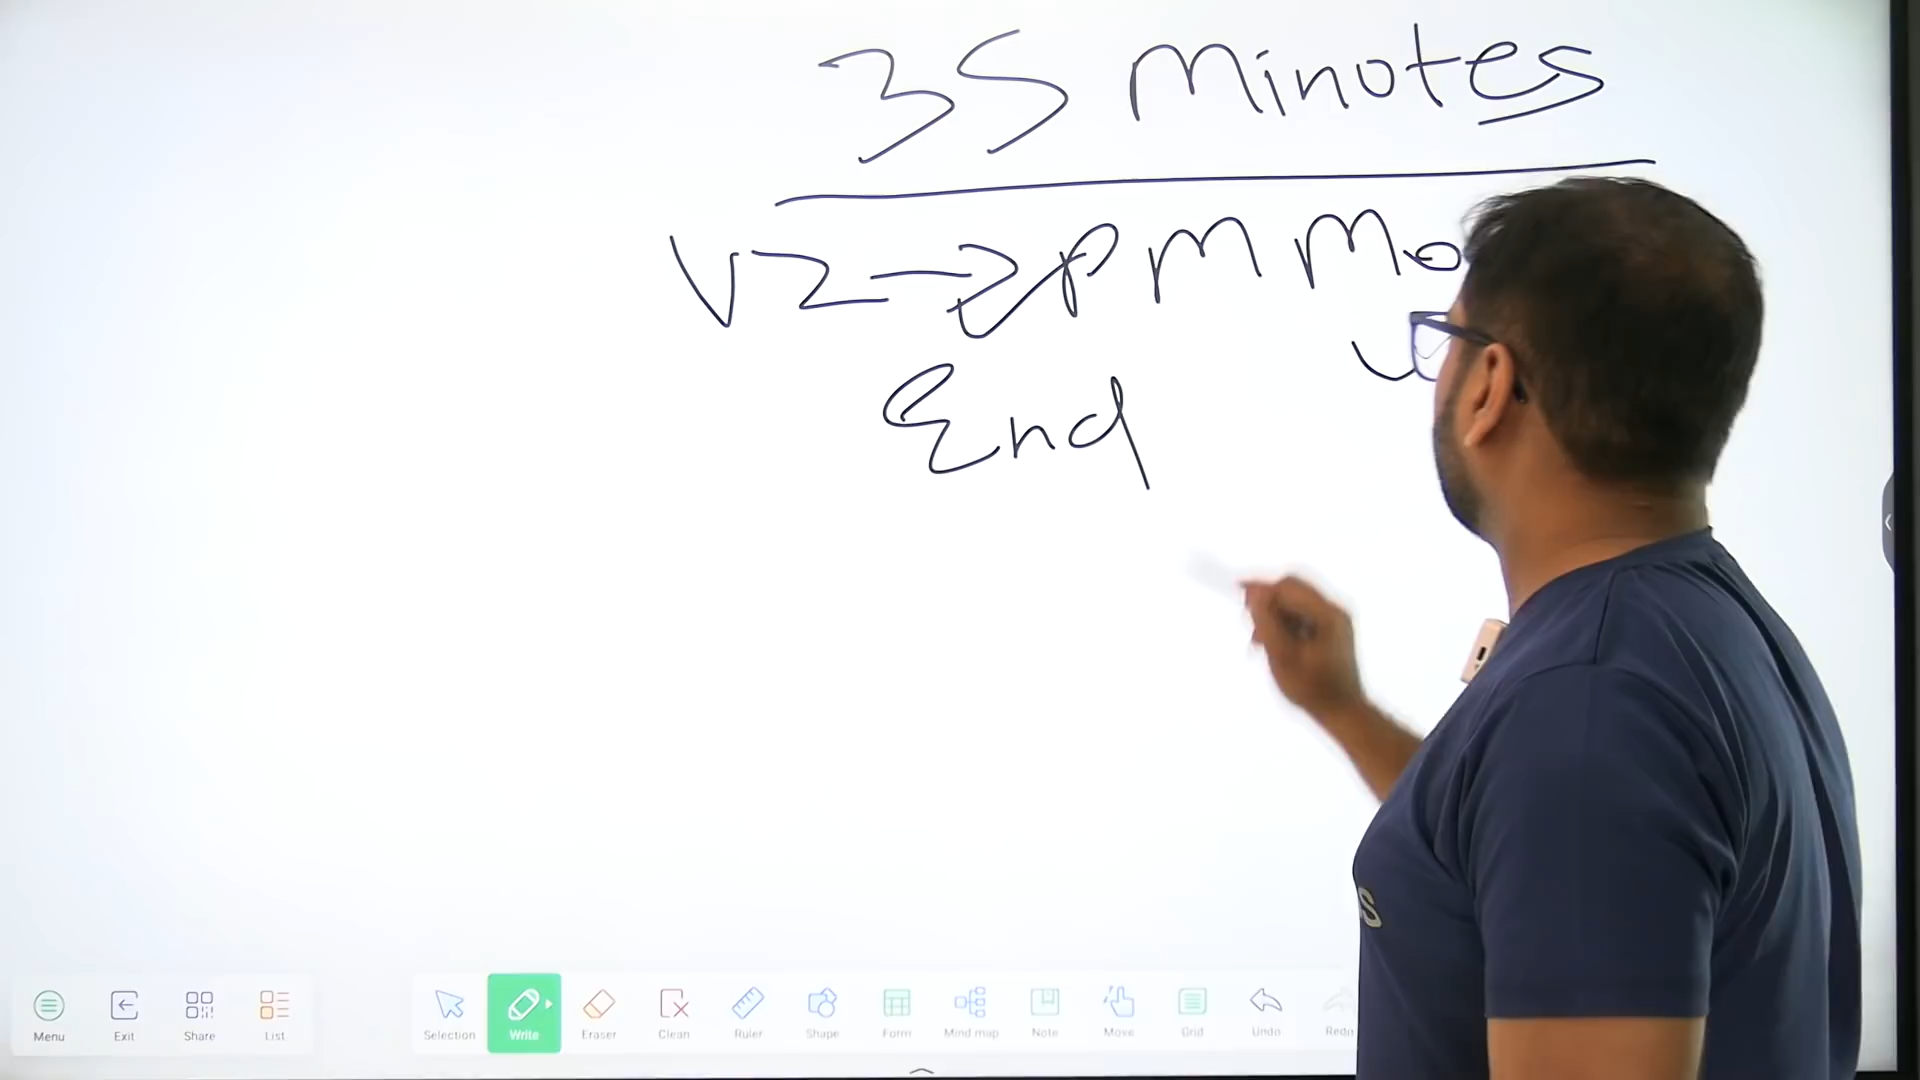 35 Minotes
V2 → PM Mo
End
S
Menu Exit Share List Selection Write Eraser Clean Ruler Shape Form Mind map Note Move Grid Undo Redo